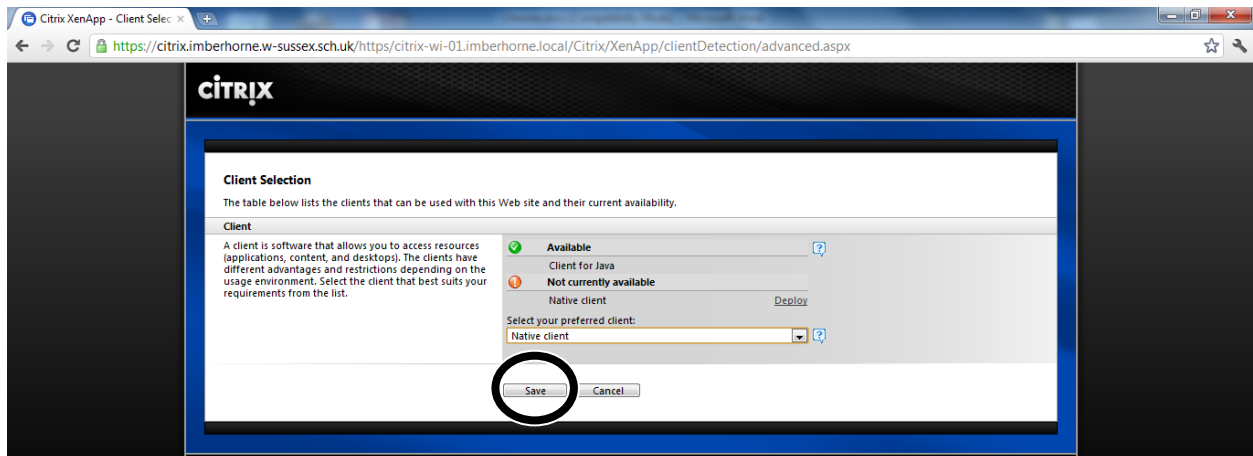 Citrix XenApp - Client Selec
https://citrix.imberhorne.w-sussex.sch.uk/https/citrix-wi-01.imberhorne.local/Citrix/XenApp/clientDetection/advanced.aspx
CITRIX
Client Selection
The table below lists the clients that can be used with this Web site and their current availability.
Client
A client is software that allows you to access resources
(applications, content, and desktops). The clients have
different advantages and restrictions depending on the
usage environment. Select the client that best suits your
requirements from the list.
Available
Client for Java
Not currently available
Native client Deploy
Select your preferred client:
Native client
Save Cancel